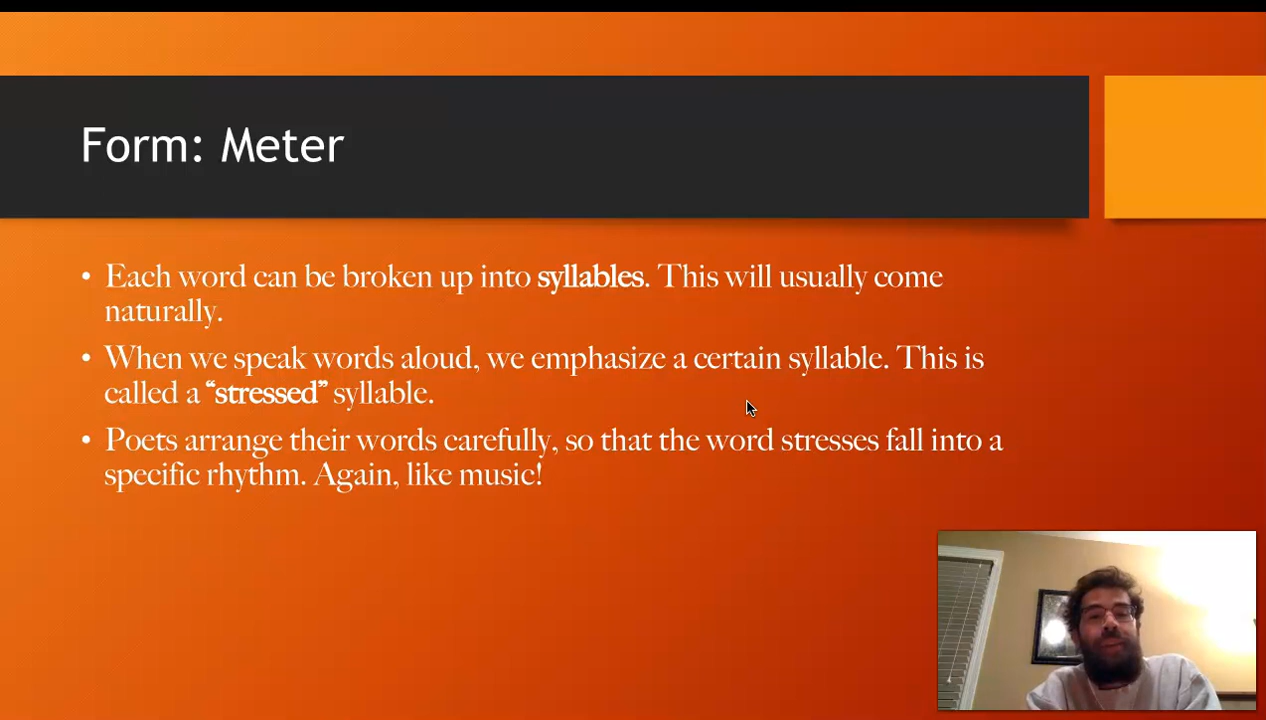 Form: Meter
• Each word can be broken up into syllables. This will usually come
naturally.
• When we speak words aloud, we emphasize a certain syllable. This is
called a “stressed” syllable.
• Poets arrange their words carefully, so that the word stresses fall into a
specific rhythm. Again, like music!